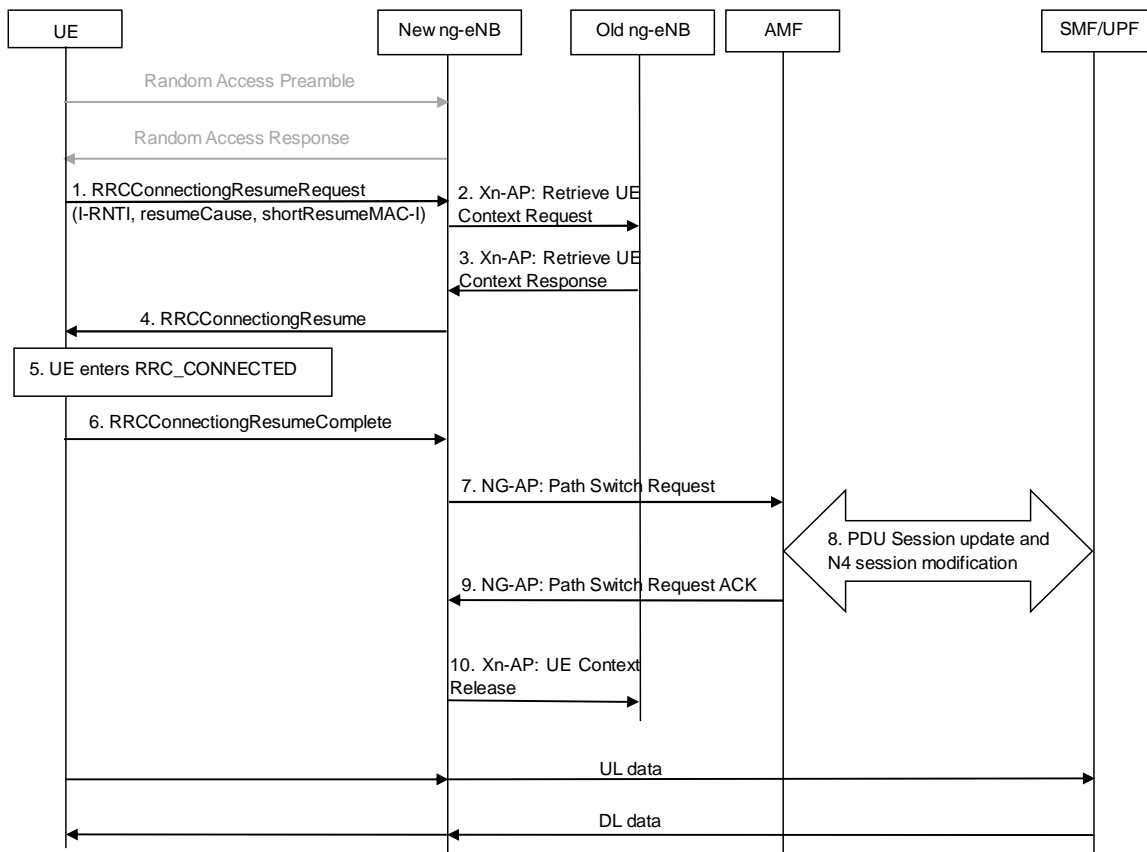 UE
New ng-eNB
Old ng-eNB
AMF
SMF/UPF
Random Access Preamble
Random Access Response
1. RRCConnectiongResumeRequest
(I-RNTI, resumeCause, shortResumeMAC-I)
2. Xn-AP: Retrieve UE
Context Request
3. Xn-AP: Retrieve UE
Context Response
4. RRCConnectiongResume
5. UE enters RRC_CONNECTED
6. RRCConnectiongResumeComplete
7. NG-AP: Path Switch Request
8. PDU Session update and
N4 session modification
9. NG-AP: Path Switch Request ACK
10. Xn-AP: UE Context
Release
UL data
DL data